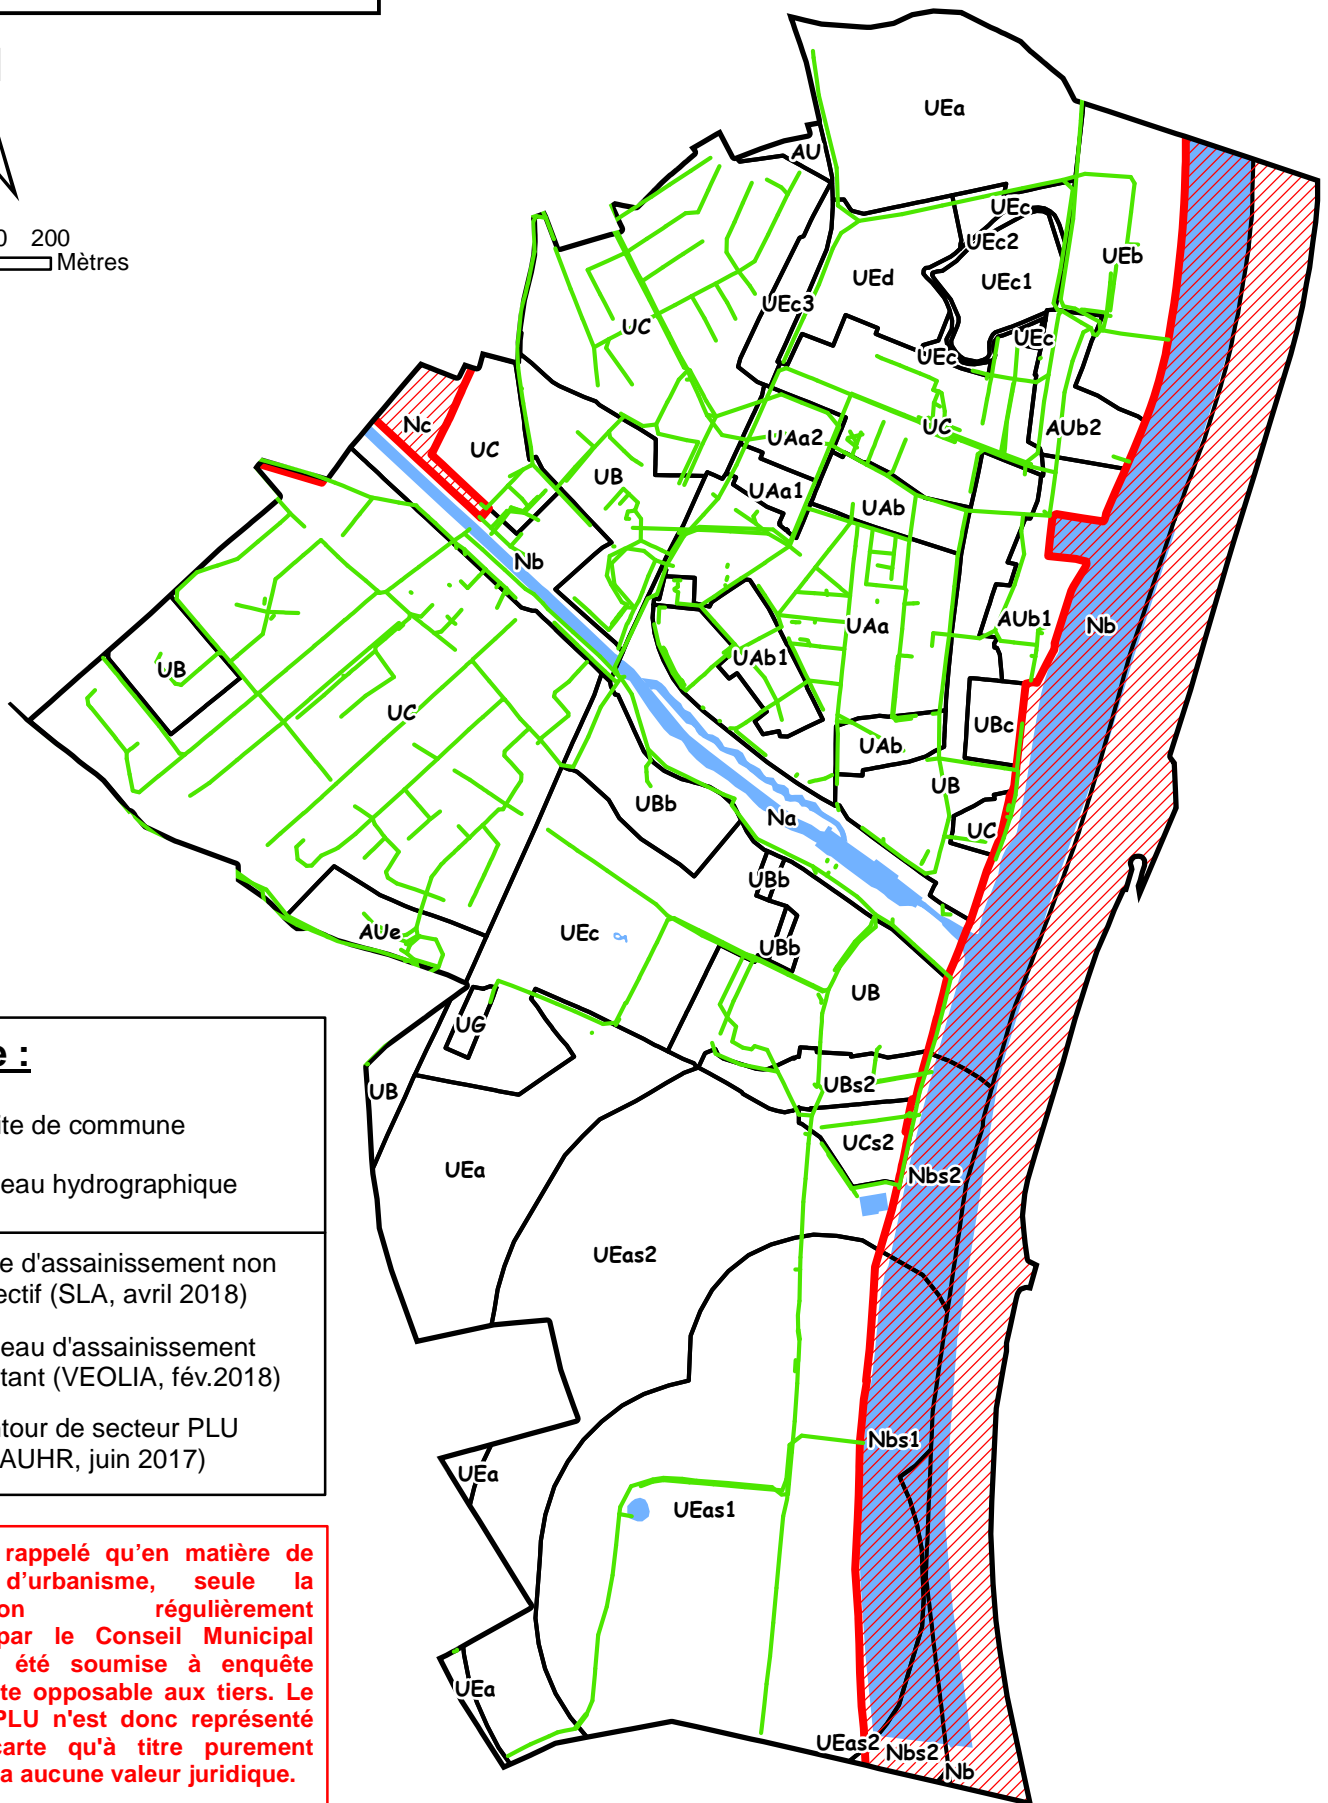 0 200
Mètres
UEa
AU
UEc
UEc2
UEb
UEd
UEc1
UEc3
UC
UEc
UEc
Nc
UC
UAa2
UC
AUb2
UB
UAa1
UAb
Nb
UAa
AUb1
Nb
UB
UAb1
UC
UBc
UAb
UB
UBb
Na
UC
UBb
AUe
UEc
UBb
UB
UG
UB
UBs2
UCs2
UEa
Nbs2
UEas2
Nbs1
UEa
UEas1
UEa
UEas2
Nbs2
Nb
e :
ite de commune
eau hydrographique
e d'assainissement non
ectif (SLA, avril 2018)
eau d'assainissement
tant (VEOLIA, fév.2018)
tour de secteur PLU
AUHR, juin 2017)
rappelé qu'en matière de
d'urbanisme, seule la
on régulièrement
par le Conseil Municipal
été soumise à enquête
te opposable aux tiers. Le
PLU n'est donc représenté
carte qu'à titre purement
a aucune valeur juridique.